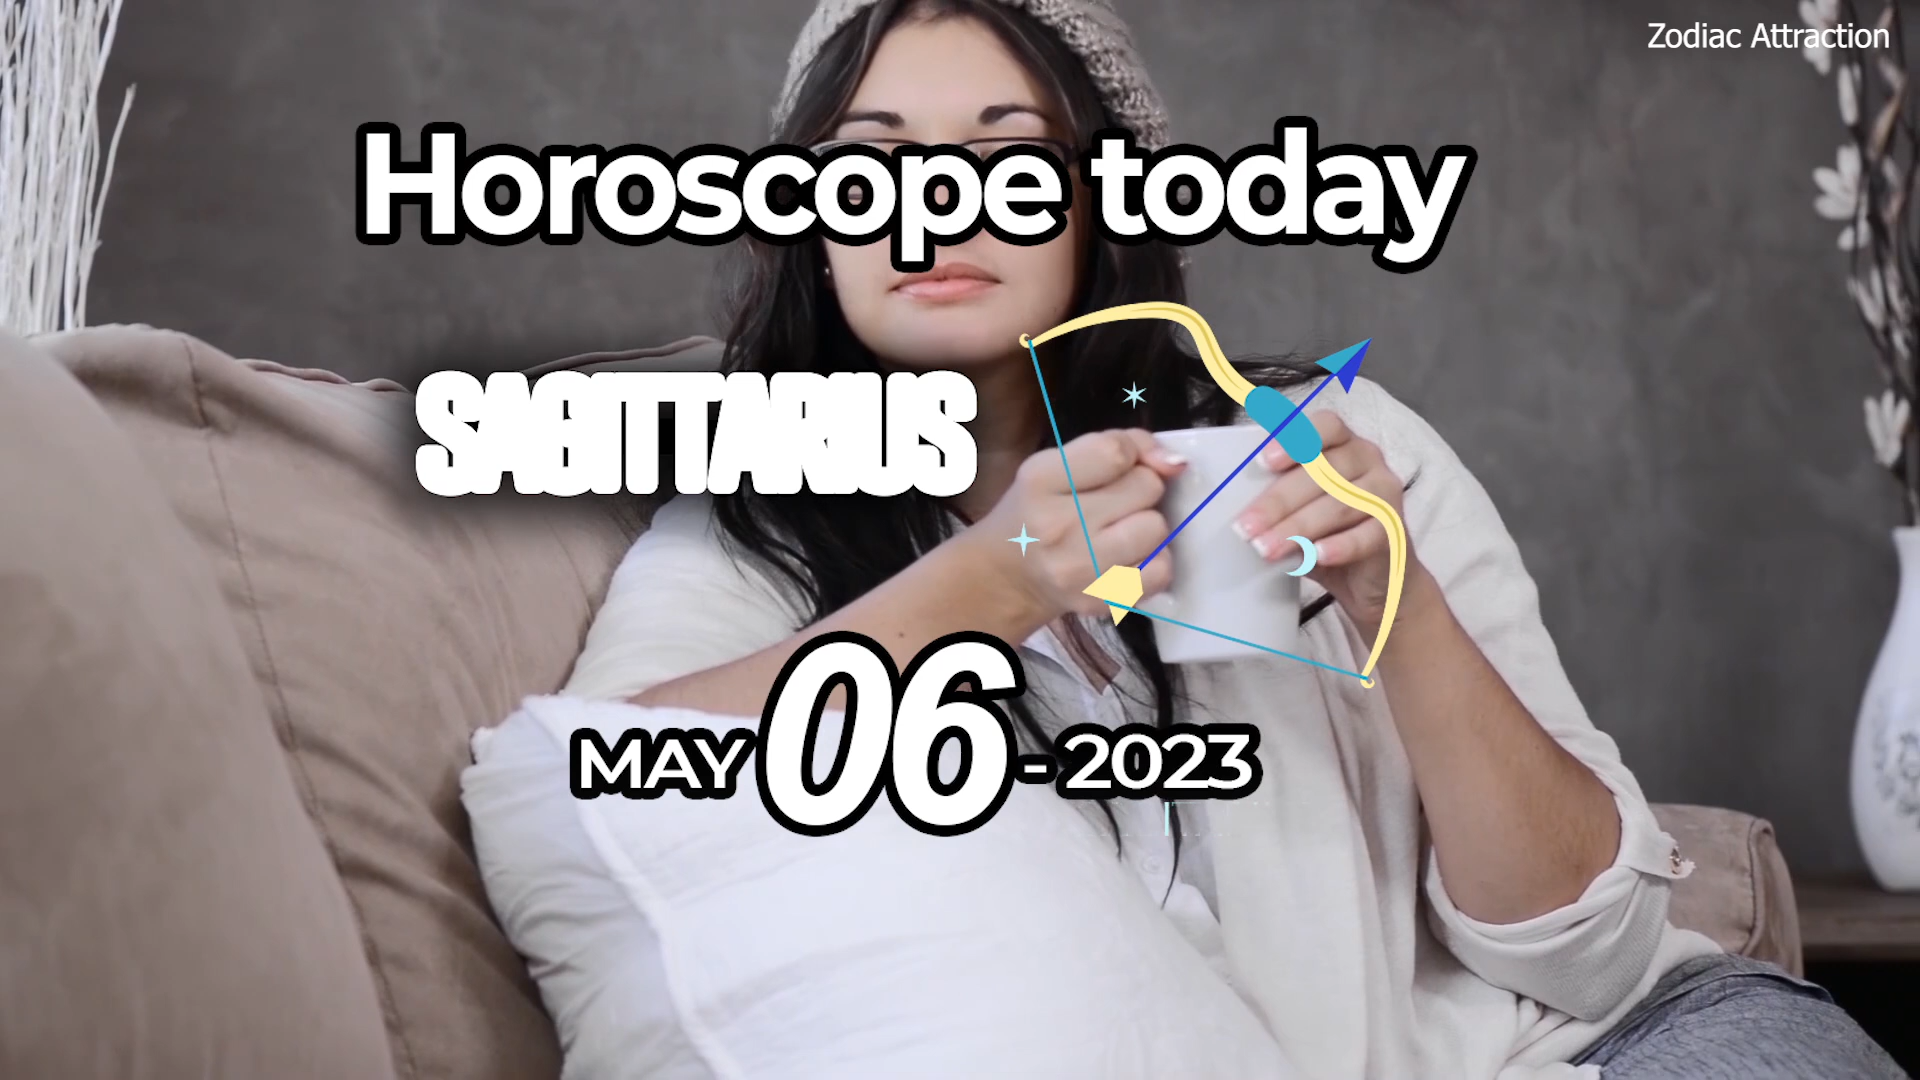 Zodiac Attraction
Horoscope today
SAGITTARIUS
MAY 06 - 2023